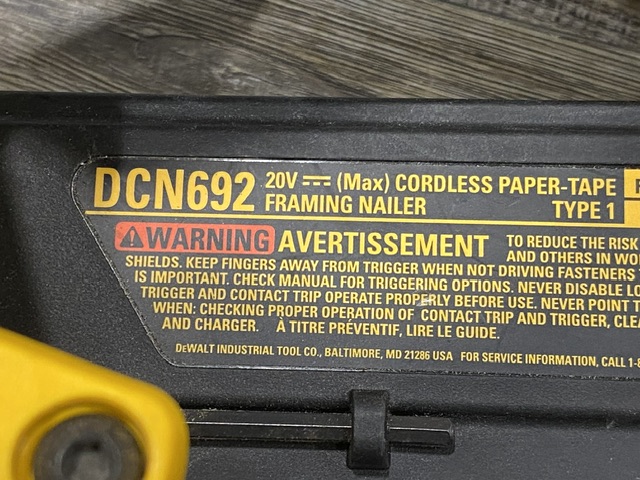 DCN692 20V (Max) CORDLESS PAPER-TAPE
FRAMING NAILER TYPE 1
WARNING AVERTISSEMENT TO REDUCE THE RISK
AND OTHERS IN
SHIELDS. KEEP FINGERS AWAY FROM TRIGGER WHEN NOT DRIVING FASTENERS
IS IMPORTANT. CHECK MANUAL FOR TRIGGERING OPTIONS. NEVER DISABLE
TRIGGER AND CONTACT TRIP OPERATE PROPERLY BEFORE USE. NEVER POINT
WHEN: CHECKING PROPER OPERATION OF CONTACT TRIP AND TRIGGER,
AND CHARGER. À TITRE PRÉVENTIF, LIRE LE GUIDE.
DEWALT INDUSTRIAL TOOL CO., BALTIMORE, MD 21286 USA FOR SERVICE INFORMATION, CALL